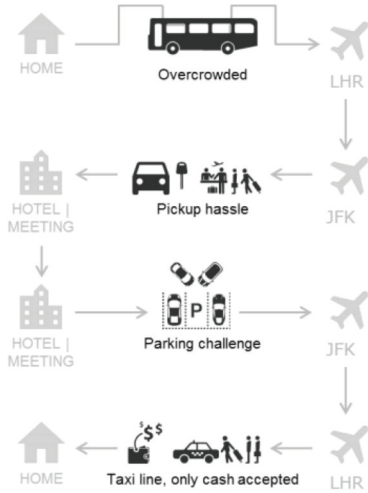 HOME
Overcrowded
LHR
HOTEL |
MEETING
Pickup hassle
JFK
HOTEL |
MEETING
P
Parking challenge
JFK
$$$
HOME
Taxi line, only cash accepted
LHR